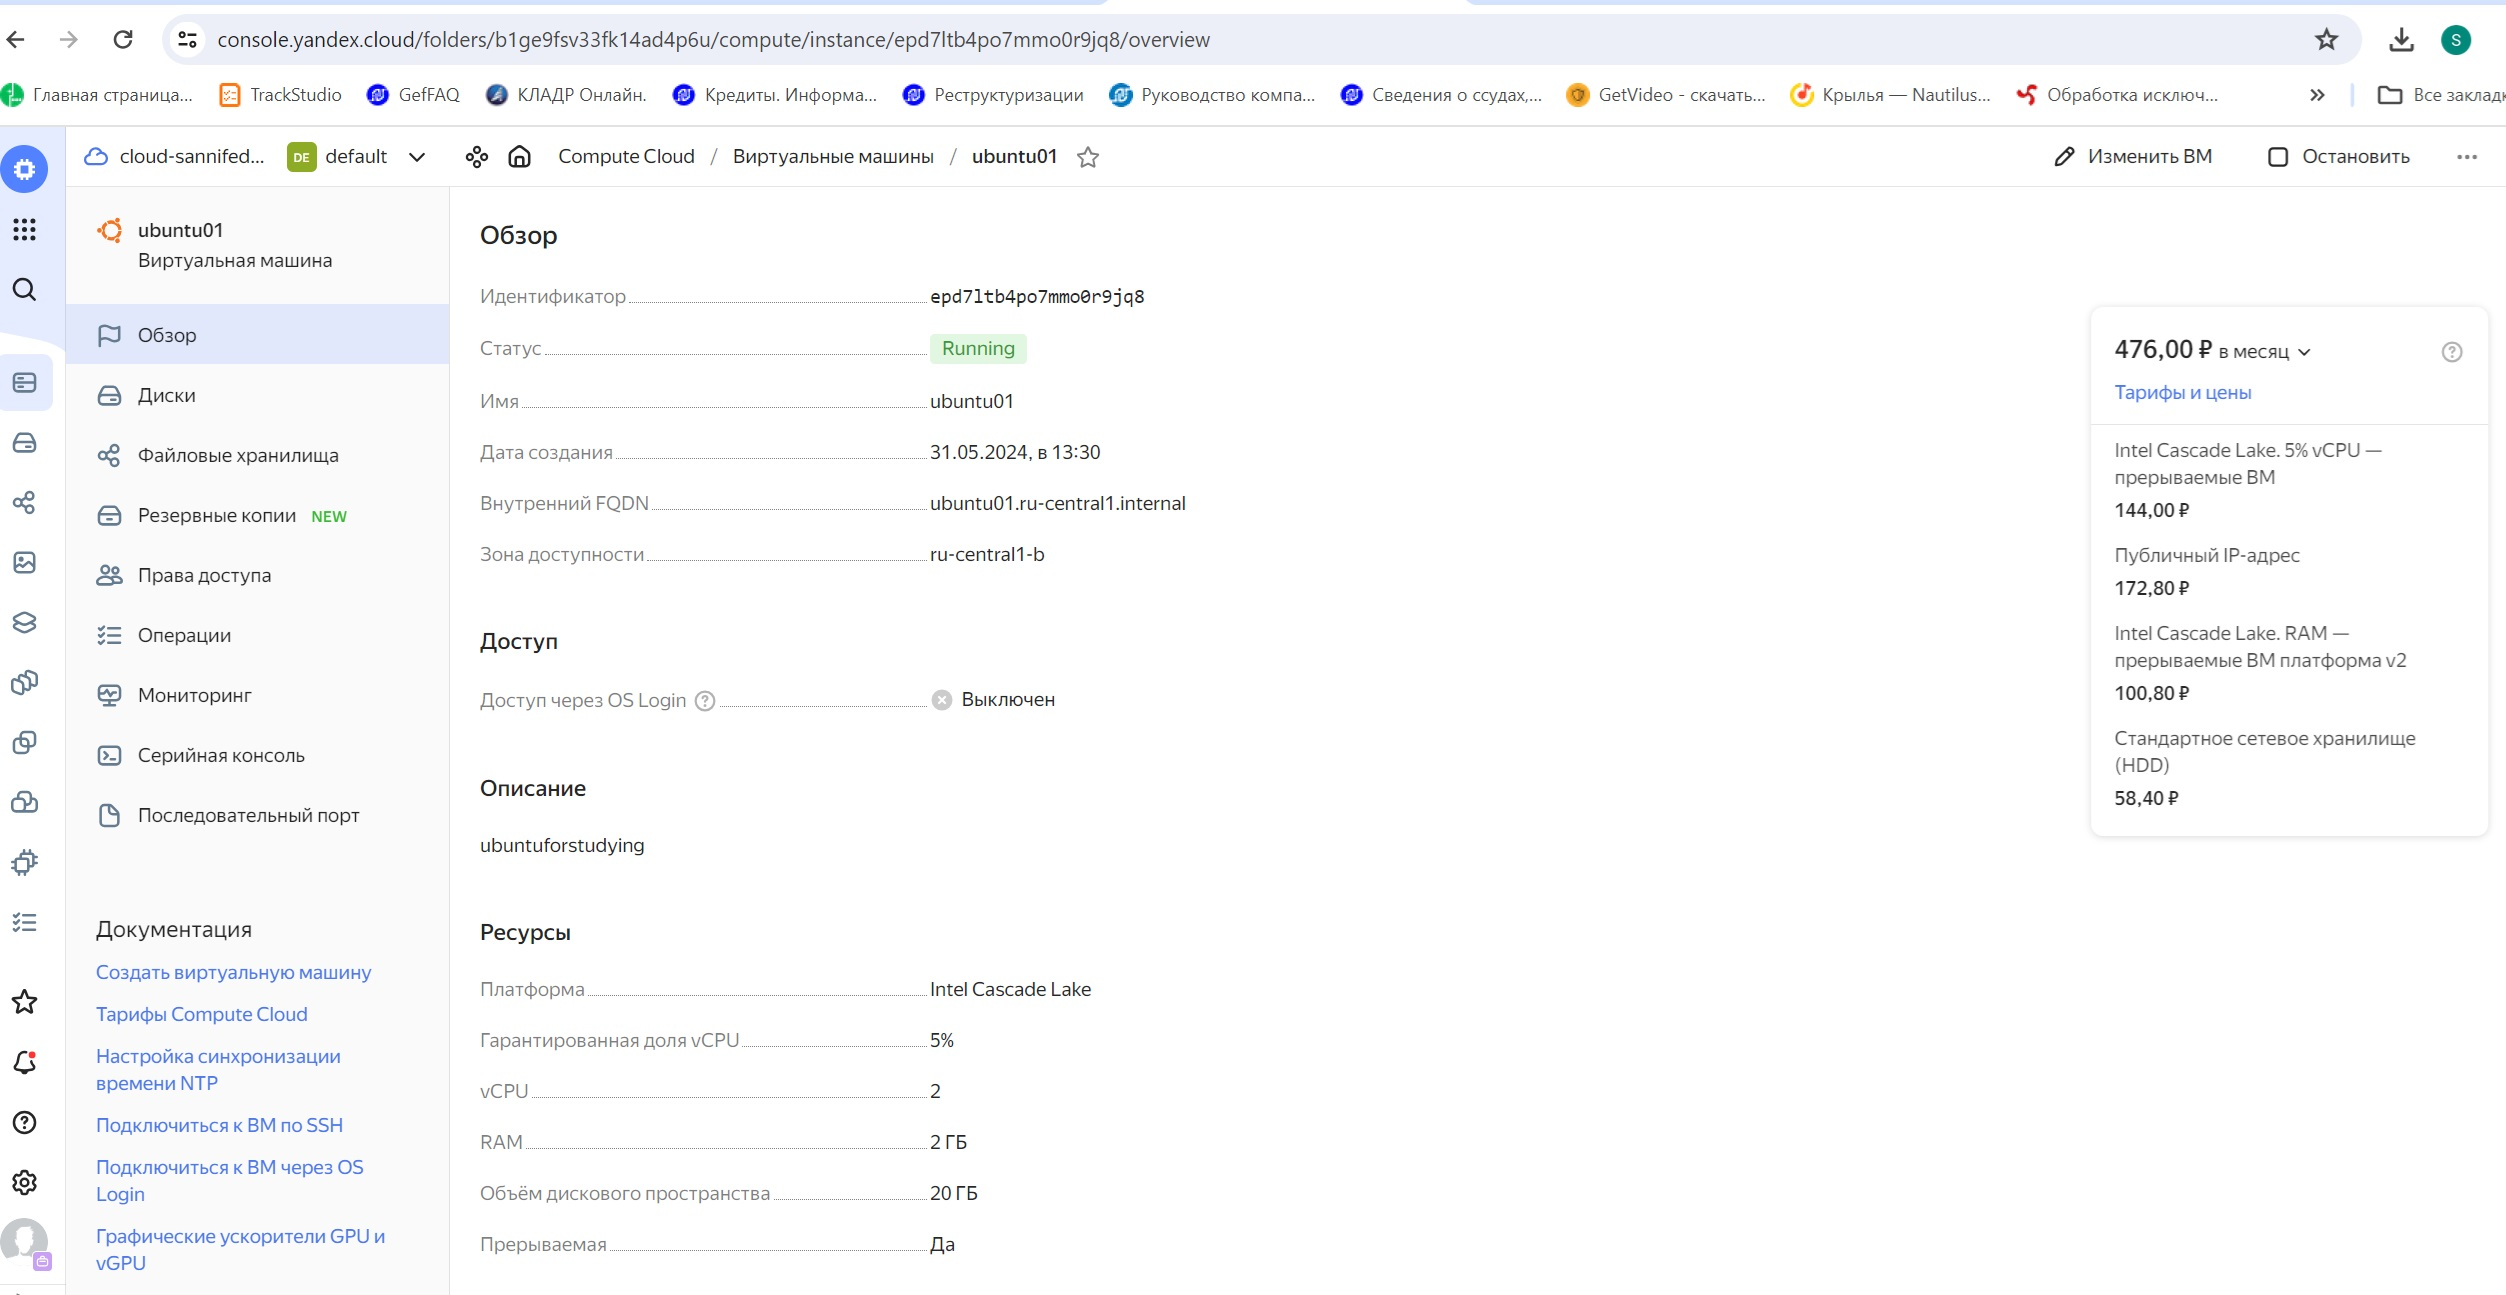 console.yandex.cloud/folders/b1ge9fsv33fk14ad4p6u/compute/instance/epd7ltb4po7mmo0r9jq8/overview
S
Главная страница...
TrackStudio
GefFAQ
КЛАДР Онлайн.
Кредиты. Информа...
Реструктуризации
Руководство компа...
Сведения о ссудах,...
GetVideo - скачать...
Крылья — Nautilus...
Обработка исключ...
»
Все заклад
cloud-sannifed...
DE
default
Compute Cloud / Виртуальные машины / ubuntu01
Изменить ВМ
Остановить
ubuntu01
Виртуальная машина
Обзор
Диски
Файловые хранилища
Резервные копии NEW
Права доступа
Операции
Мониторинг
Серийная консоль
Последовательный порт
Документация
Создать виртуальную машину
Тарифы Compute Cloud
Настройка синхронизации
времени NTP
Подключиться к ВМ по SSH
Подключиться к ВМ через OS
Login
Графические ускорители GPU и
vGPU
Обзор
Идентификатор epd7ltb4po7mmo0r9jq8
Статус Running
Имя ubuntu01
Дата создания 31.05.2024, в 13:30
Внутренний FQDN ubuntu01.ru-central1.internal
Зона доступности ru-central1-b
Доступ
Доступ через OS Login Выключен
Описание
ubuntuforstudying
Ресурсы
Платформа Intel Cascade Lake
Гарантированная доля vCPU 5%
vCPU 2
RAM 2 ГБ
Объём дискового пространства 20 ГБ
Прерываемая Да
476,00 ₽ в месяц
Тарифы и цены
Intel Cascade Lake. 5% vCPU —
прерываемые ВМ
144,00 ₽
Публичный IP-адрес
172,80 ₽
Intel Cascade Lake. RAM —
прерываемые ВМ платформа v2
100,80 ₽
Стандартное сетевое хранилище
(HDD)
58,40 ₽